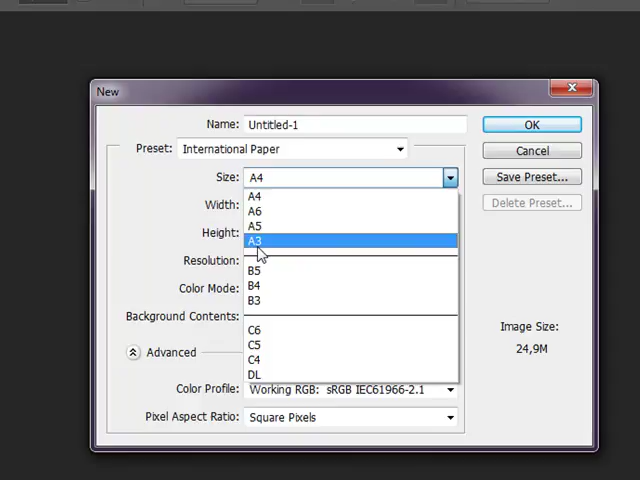 New
Name: Untitled-1
OK
Preset: International Paper
Cancel
Size: A4
Save Preset...
A4
Width:
Delete Preset...
A6
A5
Height:
A3
Resolution:
B5
B4
Color Mode:
B3
Background Contents:
C6
Image Size:
C5
24,9M
Advanced
C4
DL
Color Profile: Working RGB: sRGB IEC61966-2.1
Pixel Aspect Ratio: Square Pixels